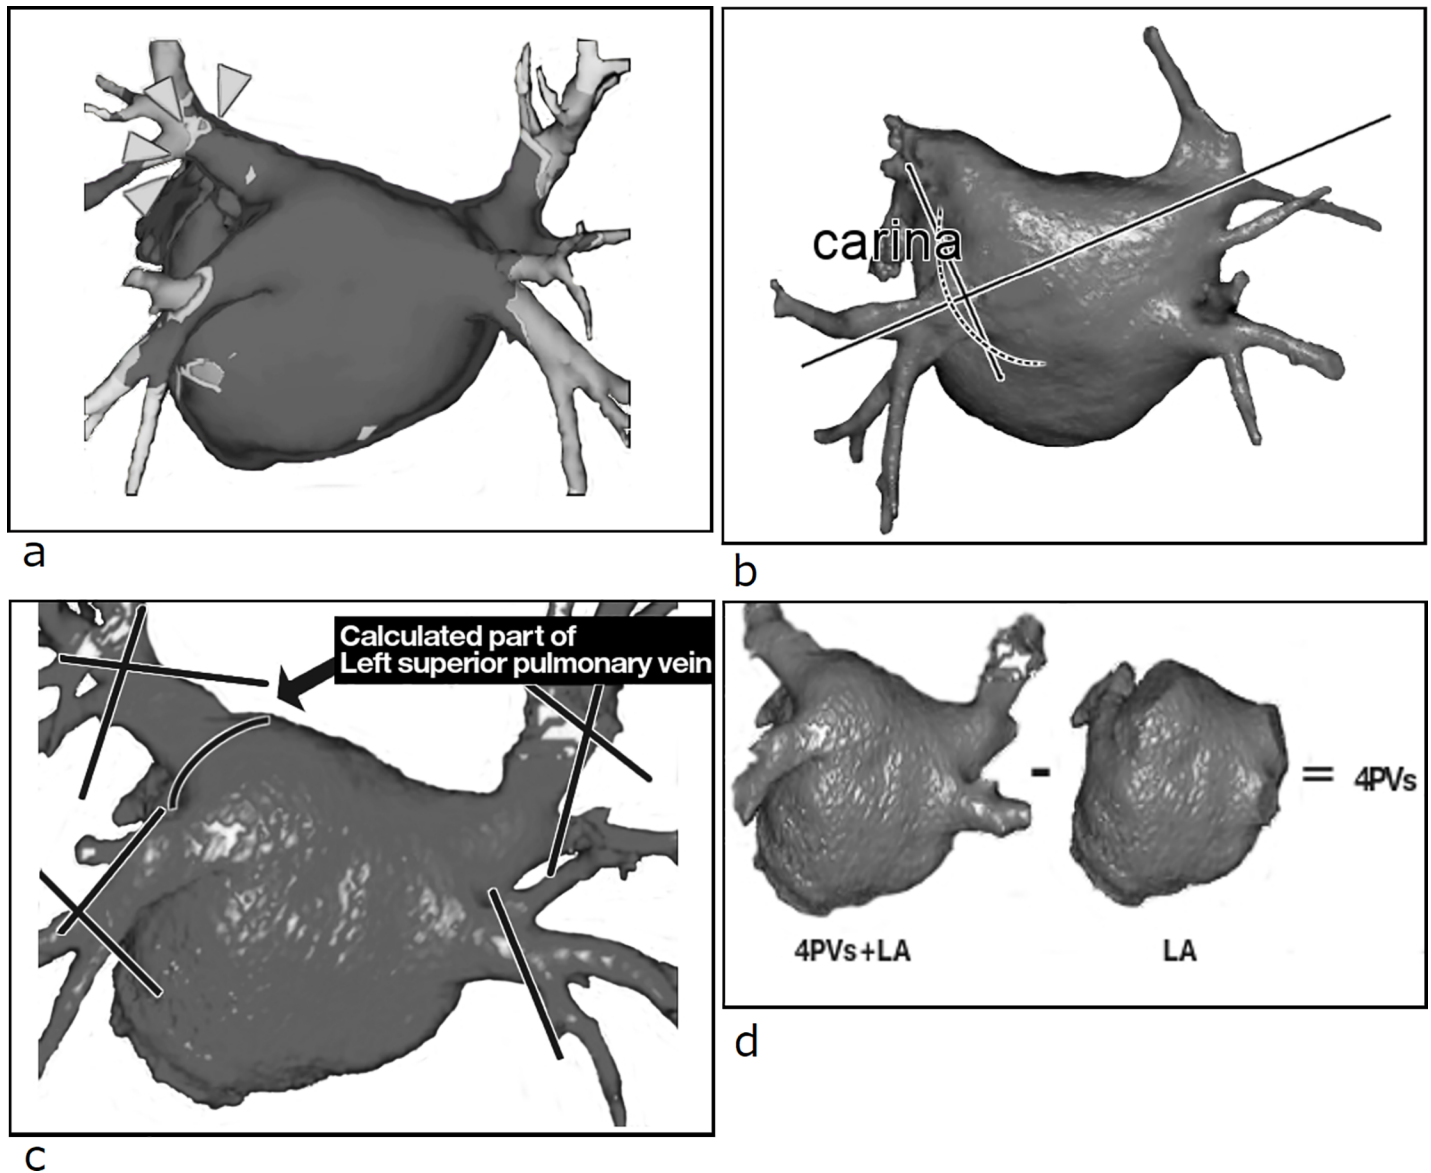 a
carina
b
Calculated part of
Left superior pulmonary vein
c
- = 4PVs
4PVs+LA LA
d